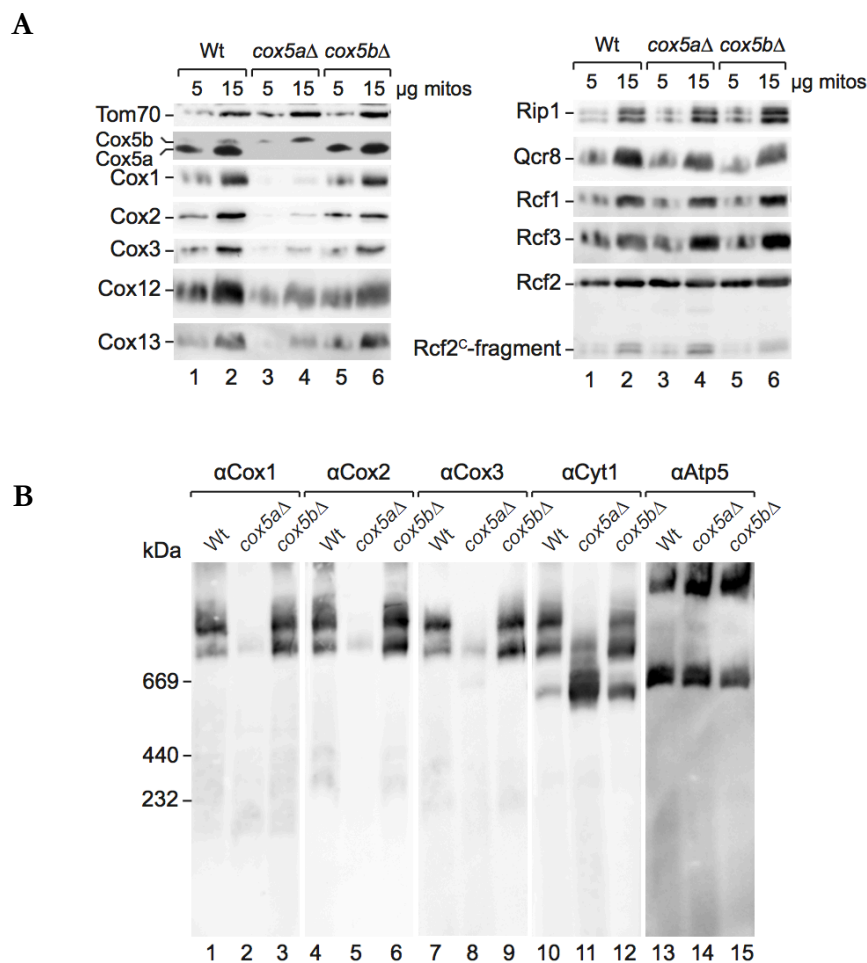 A
Wt cox5aΔ cox5bΔ
5 15 5 15 5 15 µg mitos
Tom70
Cox5b
Cox5a
Cox1
Cox2
Cox3
Cox12
Cox13
1 2 3 4 5 6
Wt cox5aΔ cox5bΔ
5 15 5 15 5 15 µg mitos
Rip1
Qcr8
Rcf1
Rcf3
Rcf2
Rcf2ᶜ-fragment
1 2 3 4 5 6
B
αCox1 αCox2 αCox3 αCyt1 αAtp5
kDa Wt cox5aΔ cox5bΔ Wt cox5aΔ cox5bΔ Wt cox5aΔ cox5bΔ Wt cox5aΔ cox5bΔ Wt cox5aΔ cox5bΔ
669
440
232
1 2 3 4 5 6 7 8 9 10 11 12 13 14 15